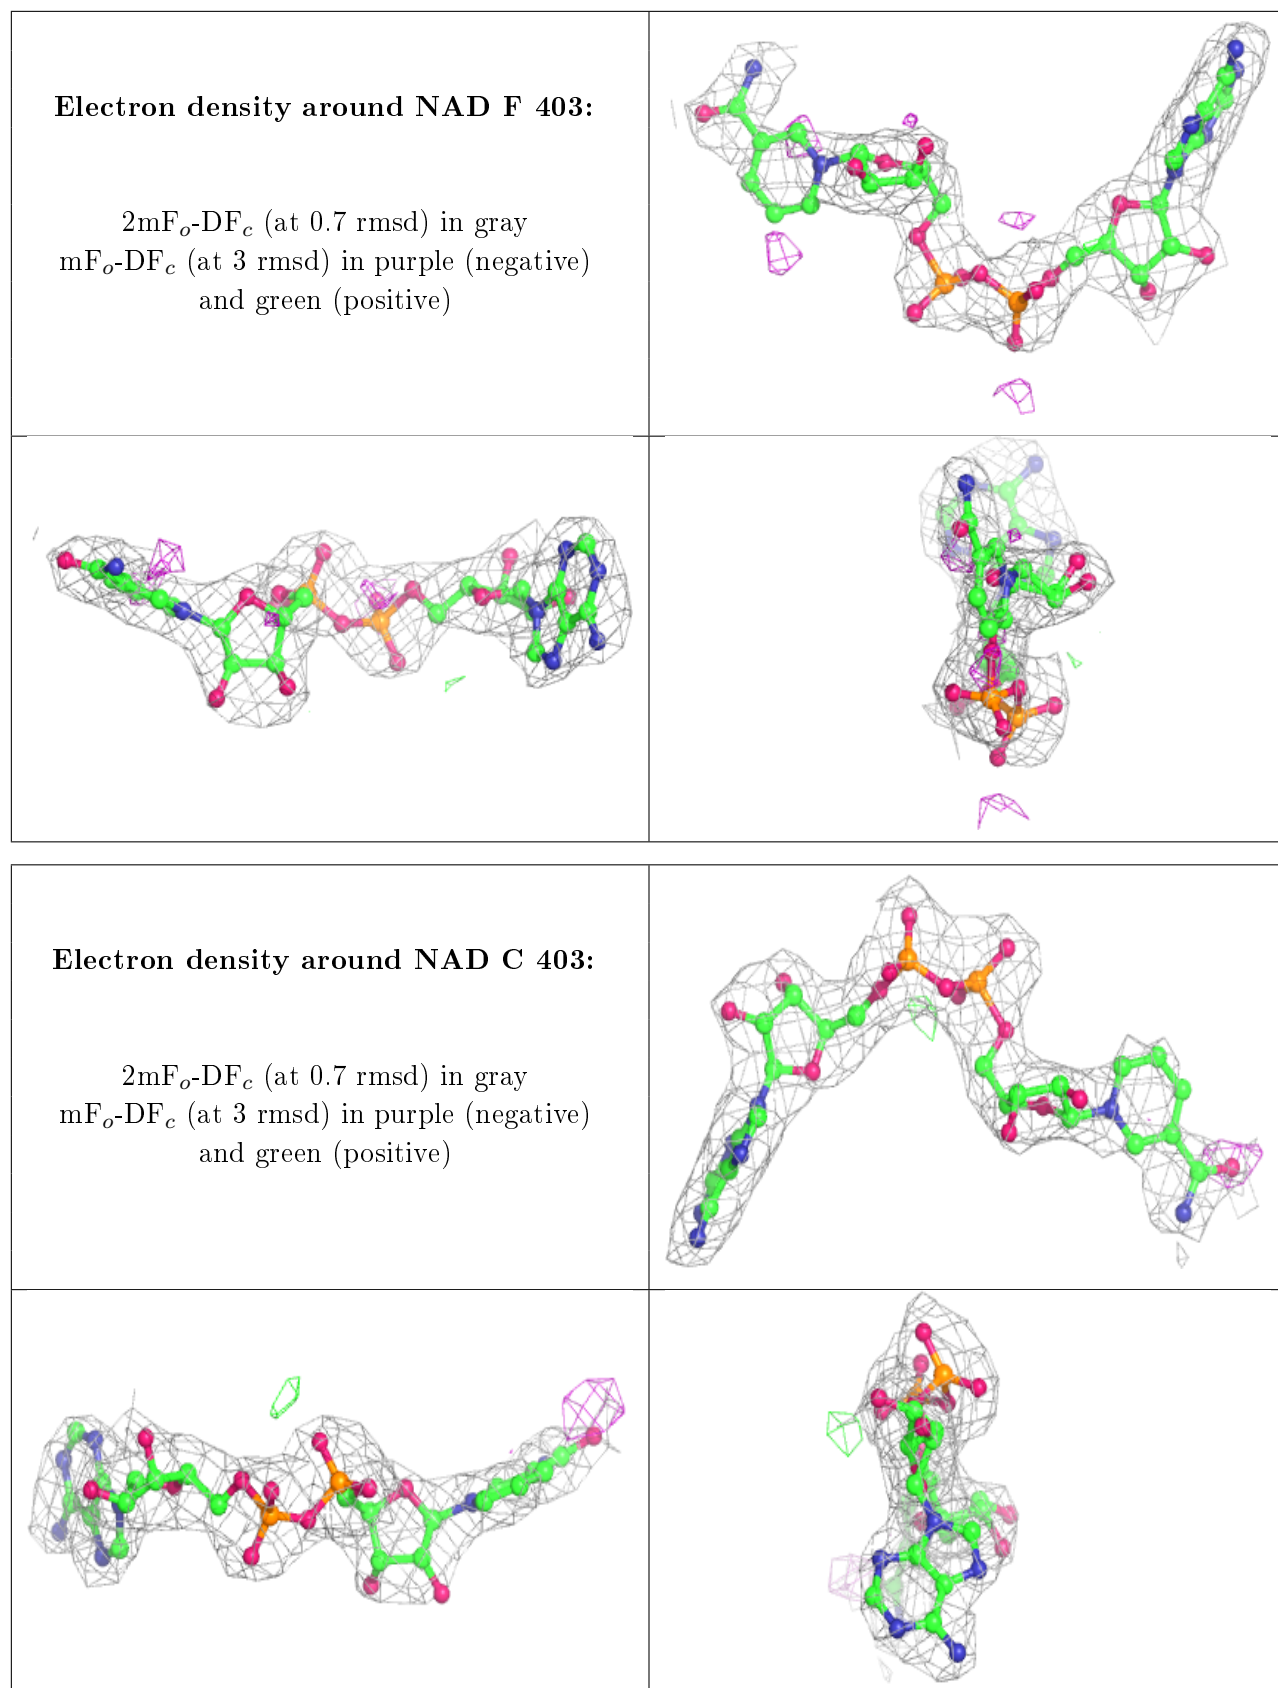 Electron density around NAD F 403:
2mFo-DFc (at 0.7 rmsd) in gray
mFo-DFc (at 3 rmsd) in purple (negative)
and green (positive)
Electron density around NAD C 403:
2mFo-DFc (at 0.7 rmsd) in gray
mFo-DFc (at 3 rmsd) in purple (negative)
and green (positive)